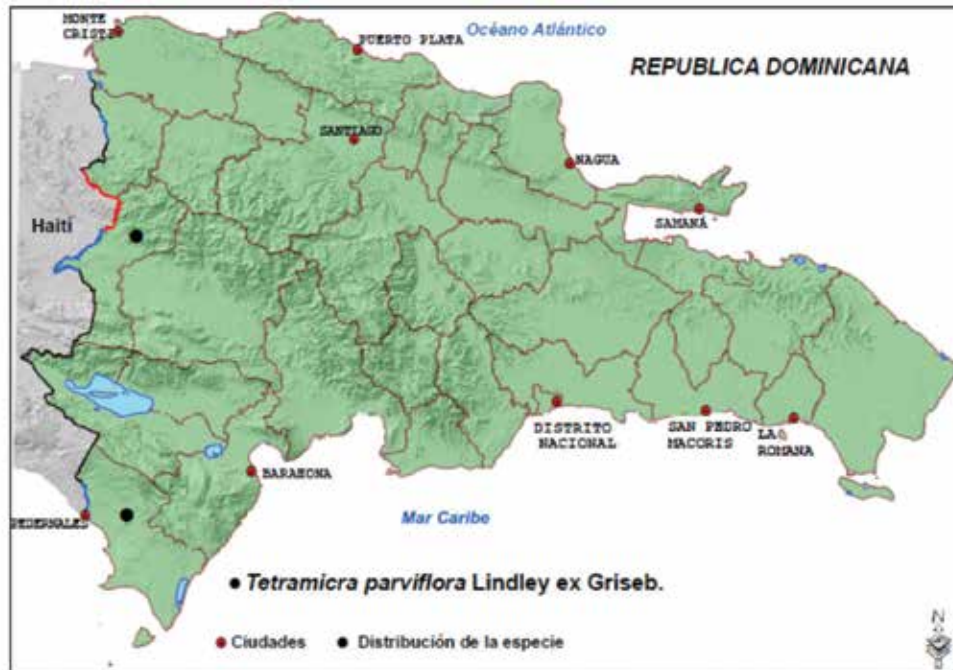 MONTE
CRISTI
PUERTO PLATA
Océano Atlántico
REPUBLICA DOMINICANA
SANTIAGO
NAGUA
SAMANÁ
Haití
DISTRITO
NACIONAL
SAN PEDRO
MACORIS
LA
ROMANA
BARAHONA
PEDERNALES
Mar Caribe
Tetramicra parviflora Lindley ex Griseb.
Ciudades
Distribución de la especie
N